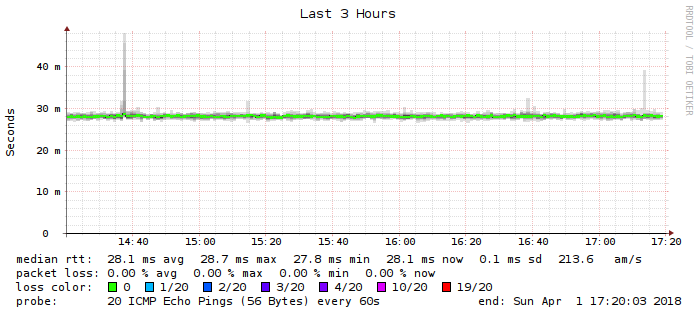 Last 3 Hours
RRDTOOL / TOBI OETIKER
Seconds
40 m
30 m
20 m
10 m
0
14:40 15:00 15:20 15:40 16:00 16:20 16:40 17:00 17:20
median rtt: 28.1 ms avg 28.7 ms max 27.8 ms min 28.1 ms now 0.1 ms sd 213.6 am/s
packet loss: 0.00 % avg 0.00 % max 0.00 % min 0.00 % now
loss color: 0 1/20 2/20 3/20 4/20 10/20 19/20
probe: 20 ICMP Echo Pings (56 Bytes) every 60s end: Sun Apr 1 17:20:03 2018